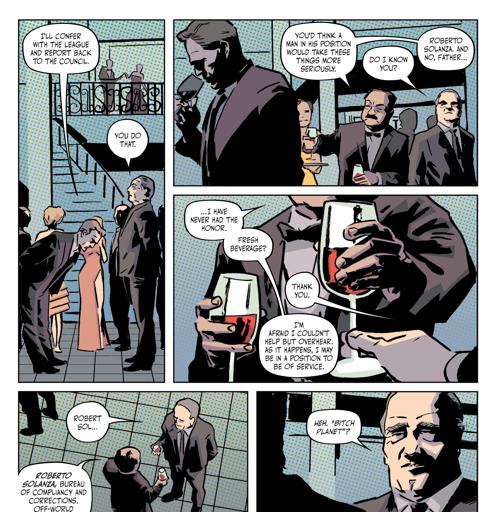 I'LL CONFER
WITH THE LEAGUE
AND REPORT BACK
TO THE COUNCIL.
YOU DO
THAT.
YOU'D THINK A
MAN IN HIS POSITION
WOULD TAKE THESE
THINGS MORE
SERIOUSLY.
DO I KNOW
YOU?
ROBERTO
SOLANZA. AND
NO, FATHER...
...I HAVE
NEVER HAD THE
HONOR.
FRESH
BEVERAGE?
THANK
YOU.
I'M
AFRAID I COULDN'T
HELP BUT OVERHEAR.
AS IT HAPPENS, I MAY
BE IN A POSITION TO
BE OF SERVICE.
ROBERT
SOL...
ROBERTO
SOLANZA, BUREAU
OF COMPLIANCY AND
CORRECTIONS,
OFF-WORLD
HEH. "BITCH
PLANET"?